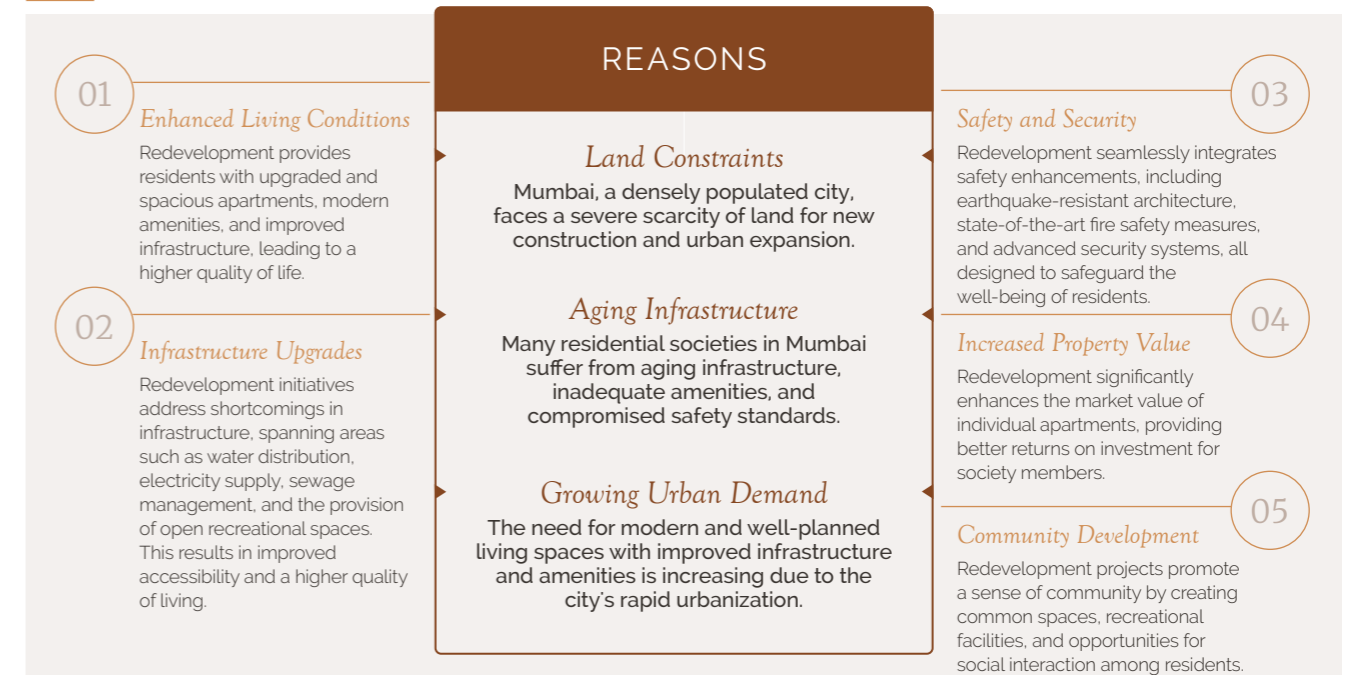 REASONS
01
Enhanced Living Conditions
Redevelopment provides
residents with upgraded and
spacious apartments, modern
amenities, and improved
infrastructure, leading to a
higher quality of life.
02
Infrastructure Upgrades
Redevelopment initiatives
address shortcomings in
infrastructure, spanning areas
such as water distribution,
electricity supply, sewage
management, and the provision
of open recreational spaces.
This results in improved
accessibility and a higher quality
of living.
Land Constraints
Mumbai, a densely populated city,
faces a severe scarcity of land for new
construction and urban expansion.
Aging Infrastructure
Many residential societies in Mumbai
suffer from aging infrastructure,
inadequate amenities, and
compromised safety standards.
Growing Urban Demand
The need for modern and well-planned
living spaces with improved infrastructure
and amenities is increasing due to the
city's rapid urbanization.
03
Safety and Security
Redevelopment seamlessly integrates
safety enhancements, including
earthquake-resistant architecture,
state-of-the-art fire safety measures,
and advanced security systems, all
designed to safeguard the
well-being of residents.
04
Increased Property Value
Redevelopment significantly
enhances the market value of
individual apartments, providing
better returns on investment for
society members.
05
Community Development
Redevelopment projects promote
a sense of community by creating
common spaces, recreational
facilities, and opportunities for
social interaction among residents.